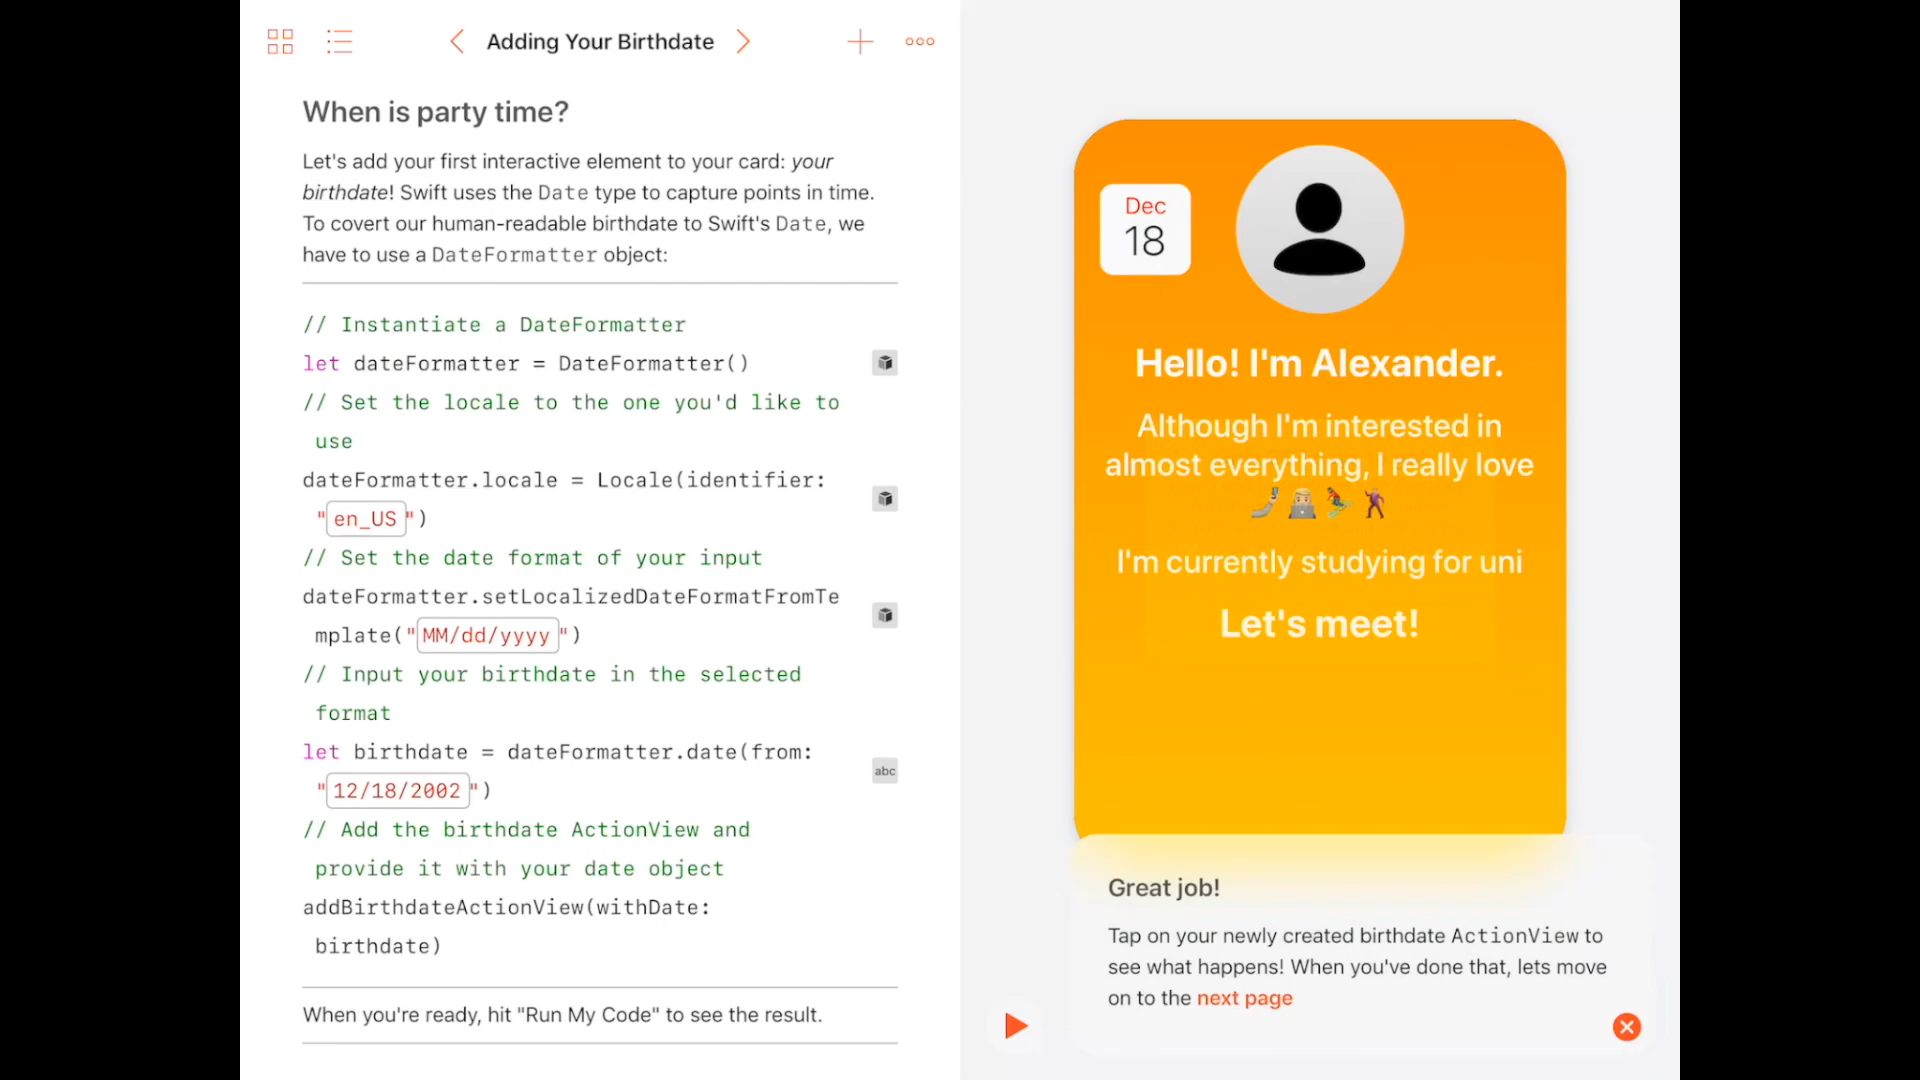 Adding Your Birthdate
When is party time?
Let's add your first interactive element to your card: your
birthdate! Swift uses the Date type to capture points in time.
To covert our human-readable birthdate to Swift's Date, we
have to use a DateFormatter object:
// Instantiate a DateFormatter
let dateFormatter = DateFormatter()
// Set the locale to the one you'd like to
use
dateFormatter.locale = Locale(identifier:
"en_US")
// Set the date format of your input
dateFormatter.setLocalizedDateFormatFromTe
mplate("MM/dd/yyyy")
// Input your birthdate in the selected
format
let birthdate = dateFormatter.date(from:
"12/18/2002")
abc
// Add the birthdate ActionView and
provide it with your date object
addBirthdateActionView(withDate:
birthdate)
When you're ready, hit "Run My Code" to see the result.
Dec
18
Hello! I'm Alexander.
Although I'm interested in
almost everything, I really love
I'm currently studying for uni
Let's meet!
Great job!
Tap on your newly created birthdate ActionView to
see what happens! When you've done that, lets move
on to the next page